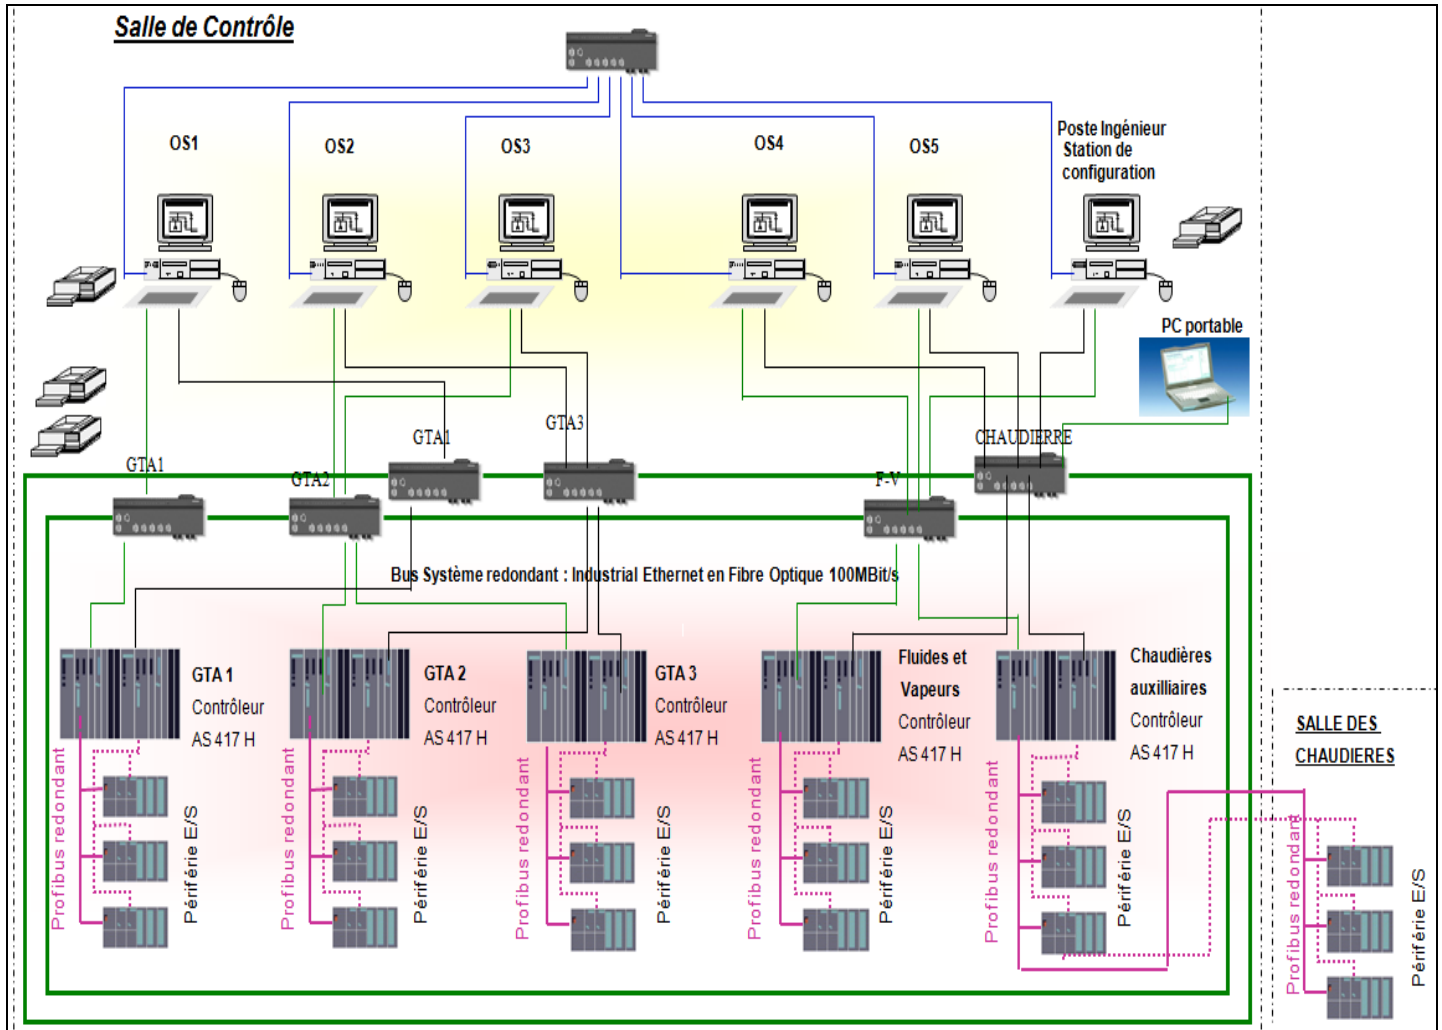 Salle de Contrôle
OS1
OS2
OS3
OS4
OS5
Poste Ingénieur
Station de
configuration
PC portable
GTA1
GTA2
GTA1
GTA3
F-V
CHAUDIERRE
Bus Système redondant : Industrial Ethernet en Fibre Optique 100MBit/s
GTA 1
Contrôleur
AS 417 H
GTA 2
Contrôleur
AS 417 H
GTA 3
Contrôleur
AS 417 H
Fluides et
Vapeurs
Contrôleur
AS 417 H
Chaudières
auxilliaires
Contrôleur
AS 417 H
SALLE DES
CHAUDIERES
Profibus redondant
Périférie E/S
Profibus redondant
Périférie E/S
Profibus redondant
Périférie E/S
Profibus redondant
Périférie E/S
Profibus redondant
Périférie E/S
Profibus redondant
Périférie E/S